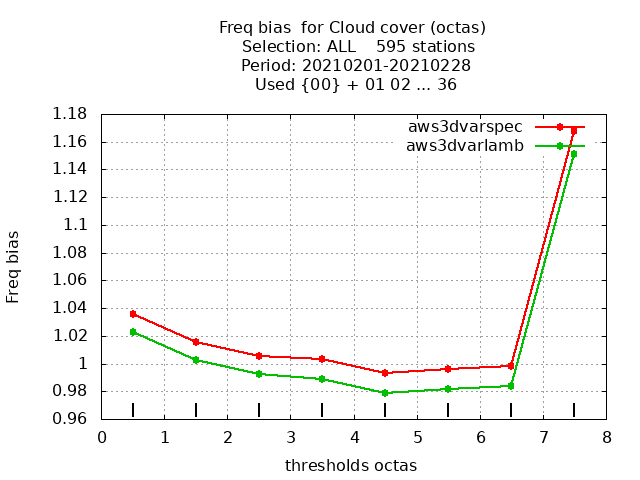 Freq bias  for Cloud cover (octas)
Selection: ALL    595 stations
Period: 20210201-20210228
Used {00} + 01 02 ... 36
aws3dvarspec
aws3dvarlamb
Freq bias
1.18
1.16
1.14
1.12
1.1
1.08
1.06
1.04
1.02
1
0.98
0.96
0 1 2 3 4 5 6 7 8
thresholds octas